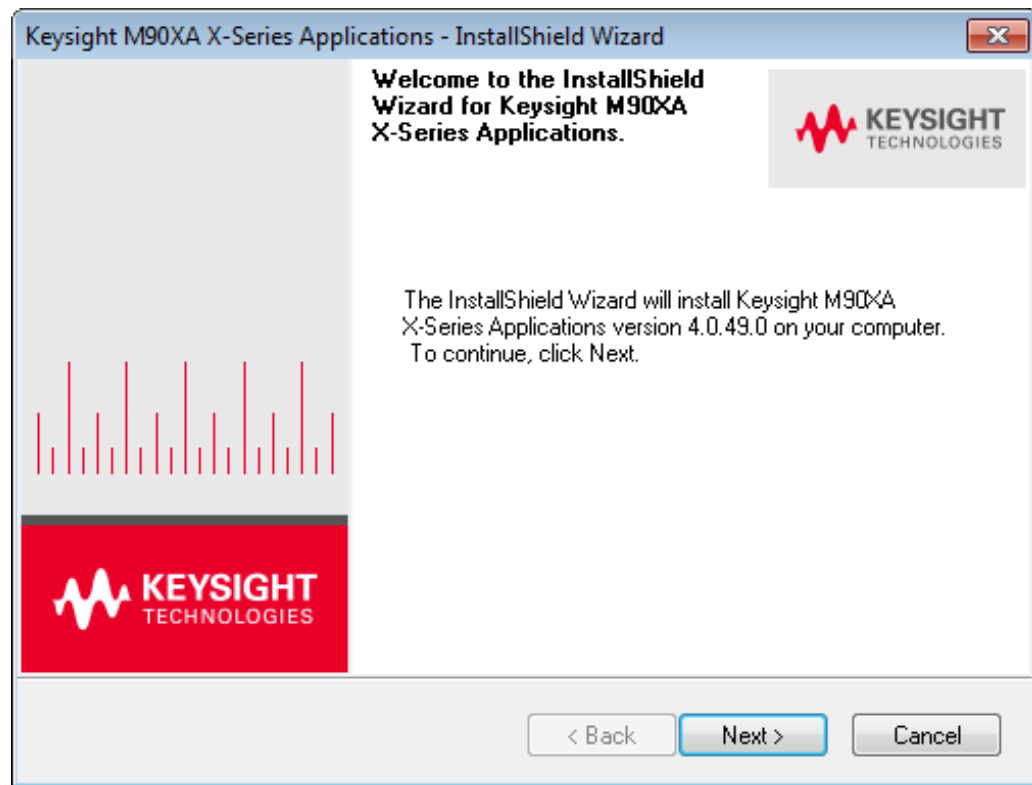 Keysight M90XA X-Series Applications - InstallShield Wizard
Welcome to the InstallShield
Wizard for Keysight M90XA
X-Series Applications.
KEYSIGHT
TECHNOLOGIES
The InstallShield Wizard will install Keysight M90XA
X-Series Applications version 4.0.49.0 on your computer.
To continue, click Next.
KEYSIGHT
TECHNOLOGIES
< Back
Next >
Cancel